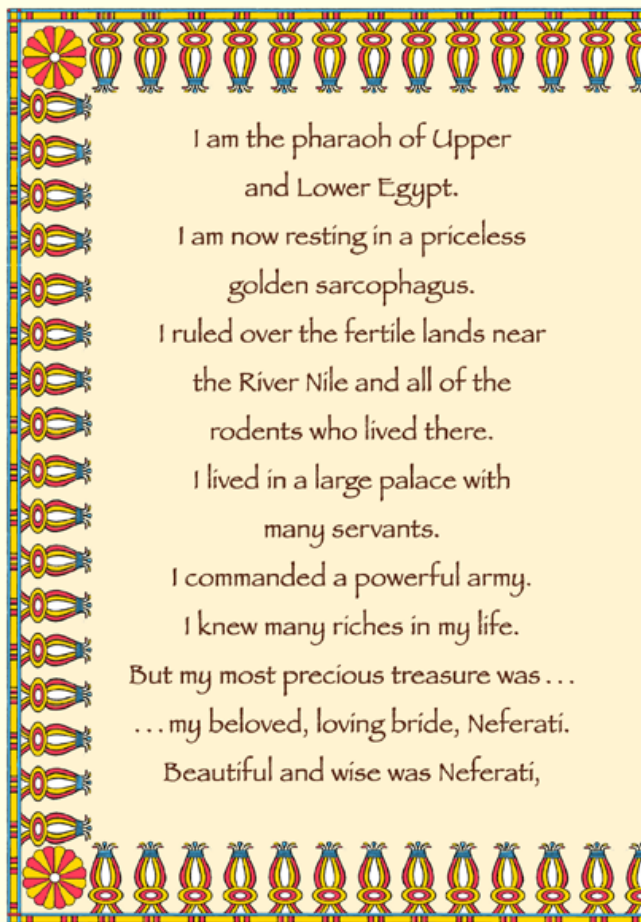 I am the pharaoh of Upper
and Lower Egypt.
I am now resting in a priceless
golden sarcophagus.
I ruled over the fertile lands near
the River Nile and all of the
rodents who lived there.
I lived in a large palace with
many servants.
I commanded a powerful army.
I knew many riches in my life.
But my most precious treasure was . . .
. . . my beloved, loving bride, Neferati.
Beautiful and wise was Neferati,